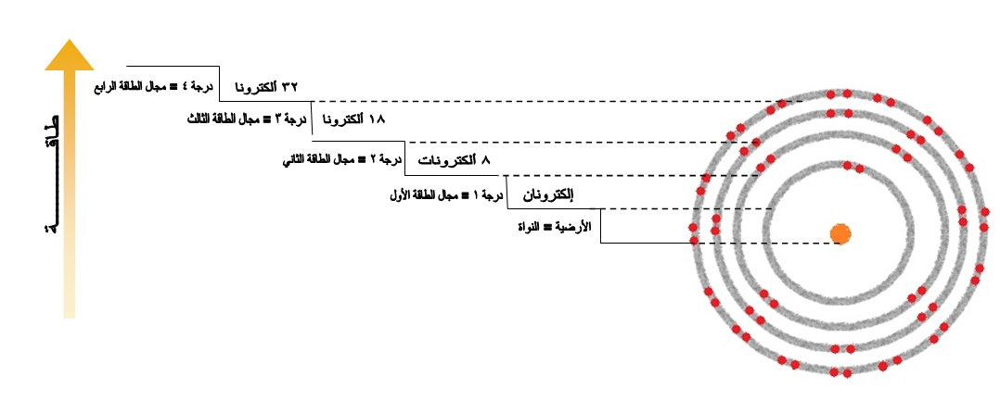 طاقـــــــــة
٣٢ ألكترونا
درجة ٤ = مجال الطاقة الرابع
١٨ ألكترونا
درجة ٣ = مجال الطاقة الثالث
٨ ألكترونات
درجة ٢ = مجال الطاقة الثاني
إلكترونان
درجة ١ = مجال الطاقة الأول
الأرضية = النواة